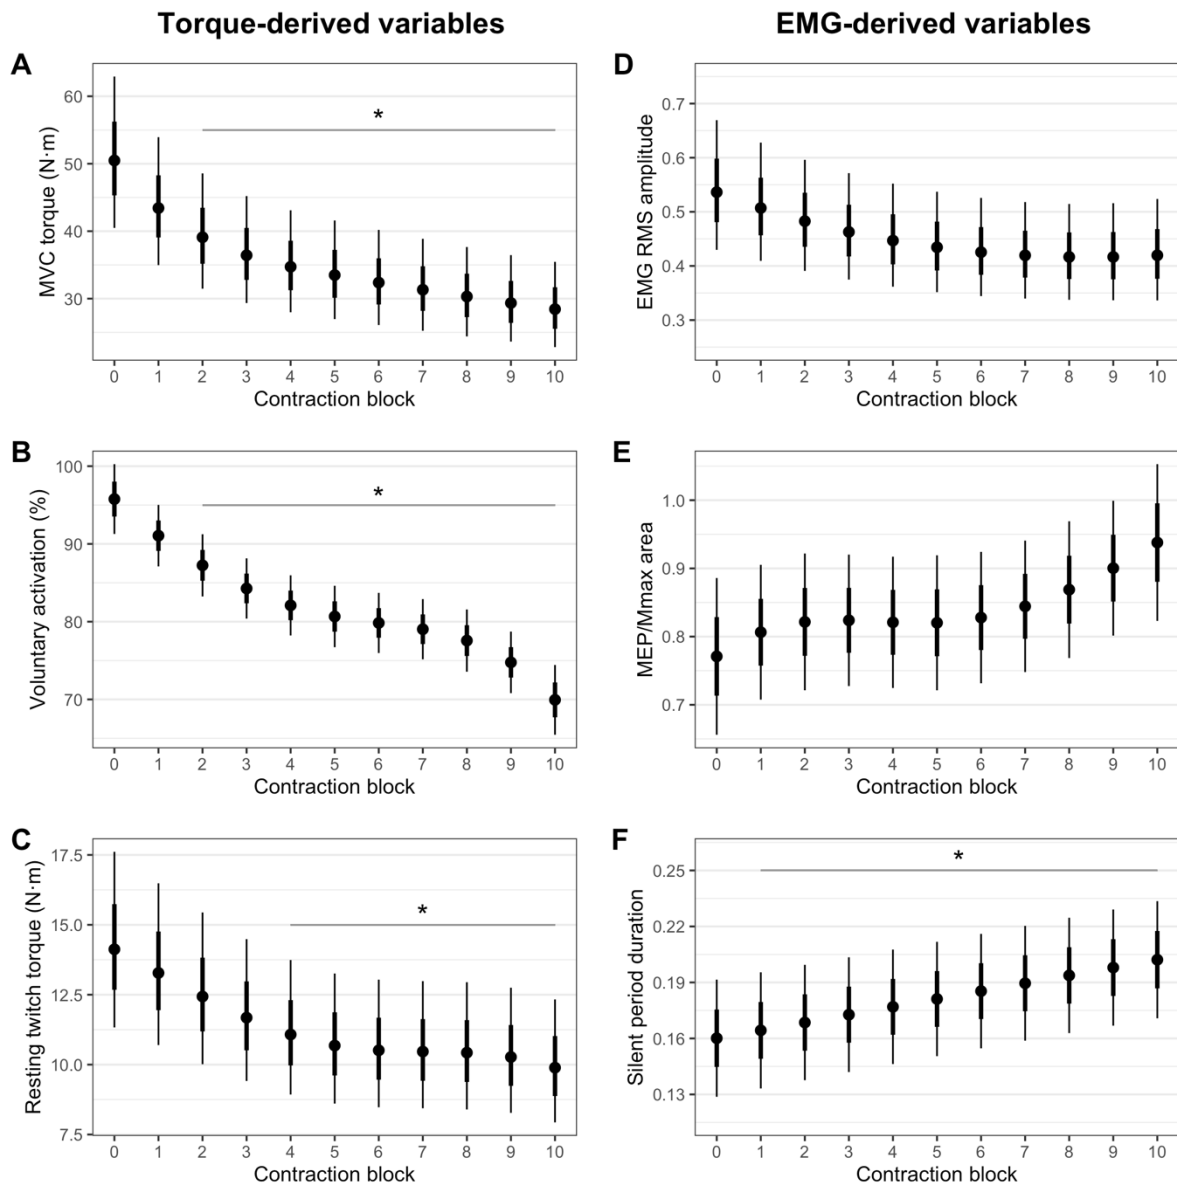 Torque-derived variables
EMG-derived variables
A
MVC torque (N·m)
60
50
40
30
*
0 1 2 3 4 5 6 7 8 9 10
Contraction block
D
EMG RMS amplitude
0.7
0.6
0.5
0.4
0.3
0 1 2 3 4 5 6 7 8 9 10
Contraction block
B
Voluntary activation (%)
100
90
80
70
*
0 1 2 3 4 5 6 7 8 9 10
Contraction block
E
MEP/Mmax area
1.0
0.9
0.8
0.7
0 1 2 3 4 5 6 7 8 9 10
Contraction block
C
Resting twitch torque (N·m)
17.5
15.0
12.5
10.0
7.5
*
0 1 2 3 4 5 6 7 8 9 10
Contraction block
F
Silent period duration
0.25
0.22
0.19
0.16
0.13
*
0 1 2 3 4 5 6 7 8 9 10
Contraction block